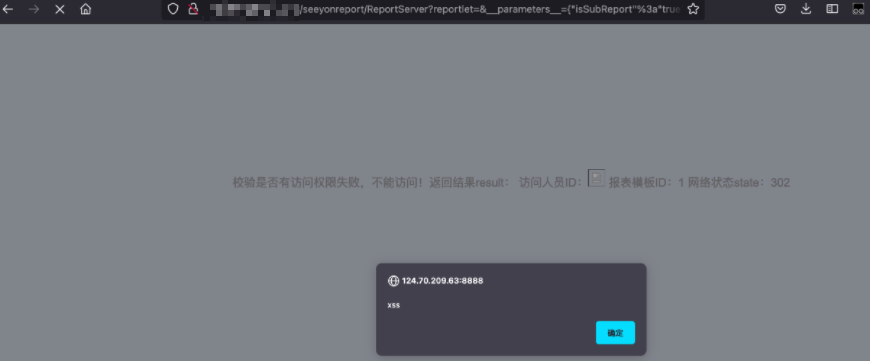 /seeyonreport/ReportServer?reportlet=&__parameters__={"isSubReport"%3a"true
校验是否有访问权限失败，不能访问！返回结果result： 访问人员ID： 报表模板ID：1 网络状态state：302
124.70.209.63:8888
xss
确定